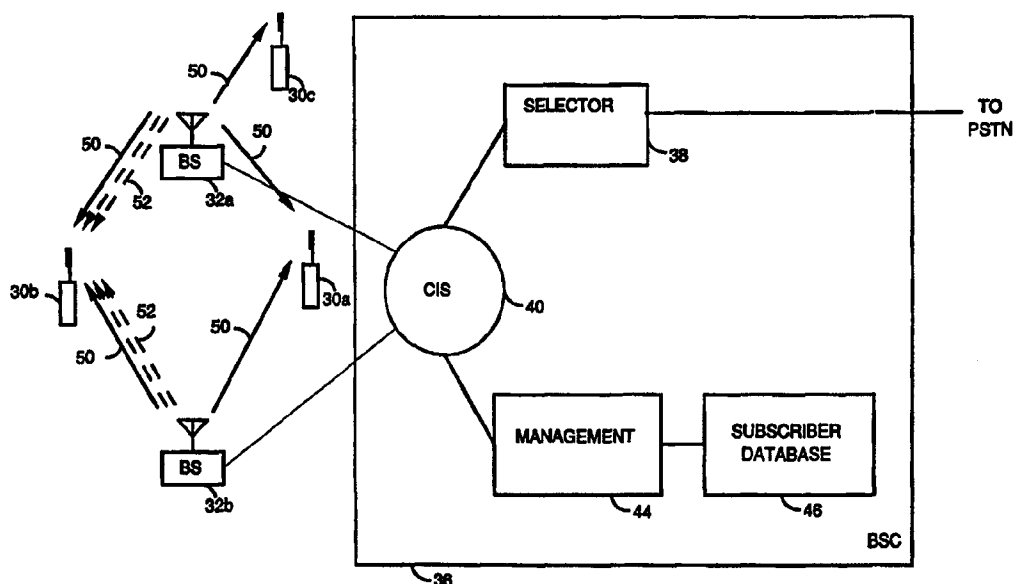 50
30c
SELECTOR
TO
PSTN
50
50
BS
52
32a
38
30b
30a
CIS
40
52
50
50
BS
32b
MANAGEMENT
SUBSCRIBER
DATABASE
44
46
BSC
36